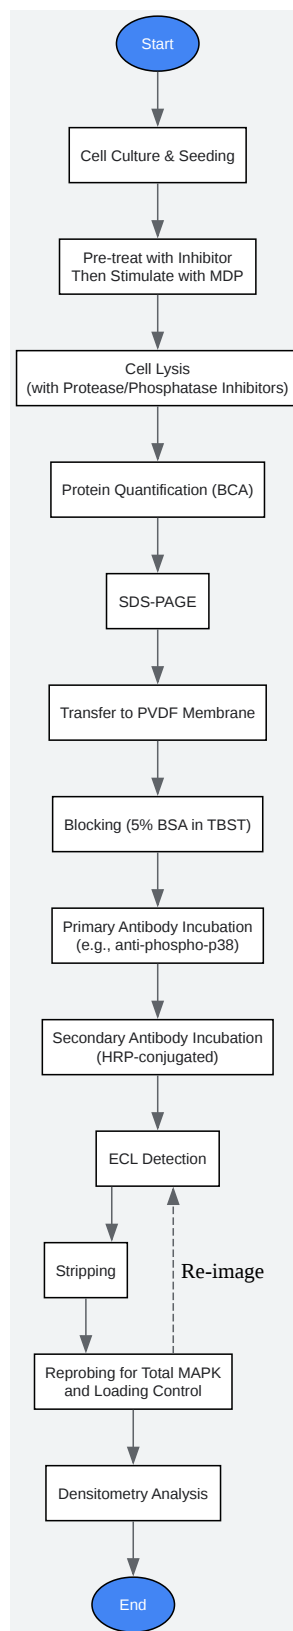 Start
Cell Culture & Seeding
Pre-treat with Inhibitor
Then Stimulate with MDP
Cell Lysis
(with Protease/Phosphatase Inhibitors)
Protein Quantification (BCA)
SDS-PAGE
Transfer to PVDF Membrane
Blocking (5% BSA in TBST)
Primary Antibody Incubation
(e.g., anti-phospho-p38)
Secondary Antibody Incubation
(HRP-conjugated)
ECL Detection
Stripping
Re-image
Reprobing for Total MAPK
and Loading Control
Densitometry Analysis
End